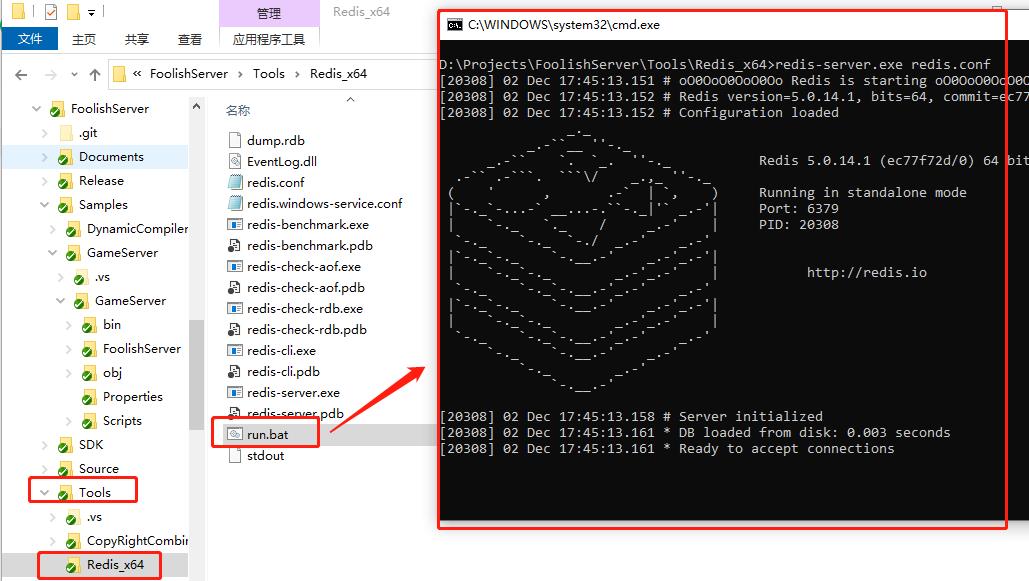 管理
Redis_x64
文件
主页
共享
查看
应用程序工具
« FoolishServer > Tools > Redis_x64
FoolishServer
.git
Documents
Release
Samples
DynamicCompiler
GameServer
.vs
GameServer
bin
FoolishServer
obj
Properties
Scripts
SDK
Source
Tools
.vs
CopyRightCombin
Redis_x64
名称
dump.rdb
EventLog.dll
redis.conf
redis.windows-service.conf
redis-benchmark.exe
redis-benchmark.pdb
redis-check-aof.exe
redis-check-aof.pdb
redis-check-rdb.exe
redis-check-rdb.pdb
redis-cli.exe
redis-cli.pdb
redis-server.exe
redis-server.pdb
run.bat
stdout
C:\WINDOWS\system32\cmd.exe
D:\Projects\FoolishServer\Tools\Redis_x64>redis-server.exe redis.conf
[20308] 02 Dec 17:45:13.151 # oO0OoO0OoO0Oo Redis is starting oO0OoO0OoO0O
[20308] 02 Dec 17:45:13.152 # Redis version=5.0.14.1, bits=64, commit=ec77
[20308] 02 Dec 17:45:13.152 # Configuration loaded
Redis 5.0.14.1 (ec77f72d/0) 64 bit
Running in standalone mode
Port: 6379
PID: 20308
http://redis.io
[20308] 02 Dec 17:45:13.158 # Server initialized
[20308] 02 Dec 17:45:13.161 * DB loaded from disk: 0.003 seconds
[20308] 02 Dec 17:45:13.161 * Ready to accept connections